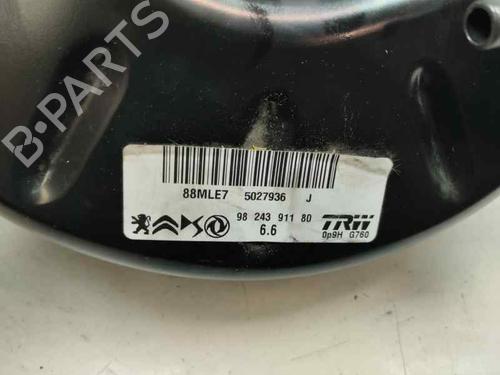 B-PARTS
88MLE7 5027936 J
98 243 911 80
6.6
TRW
0p9H G760